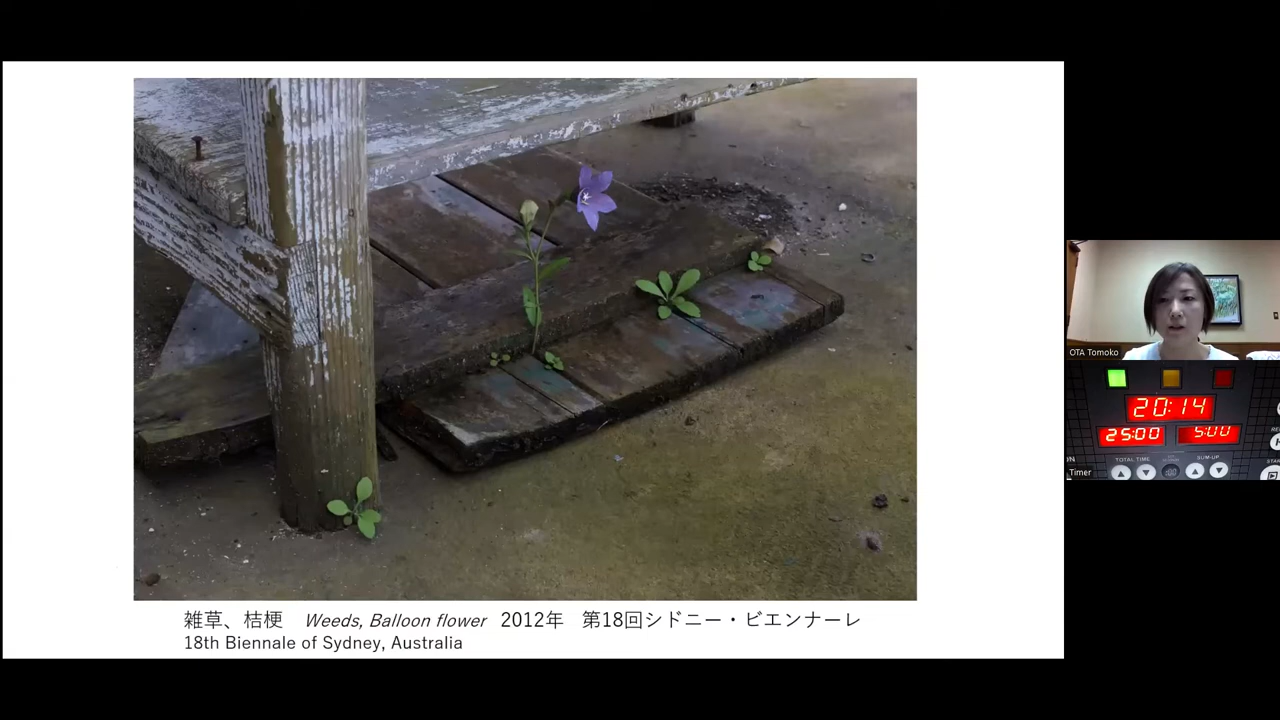 雑草、桔梗 Weeds, Balloon flower 2012年 第18回シドニー・ビエンナーレ
18th Biennale of Sydney, Australia
OTA Tomoko
20:14
25:00 5:00
TOTAL TIME SUM-UP
Timer